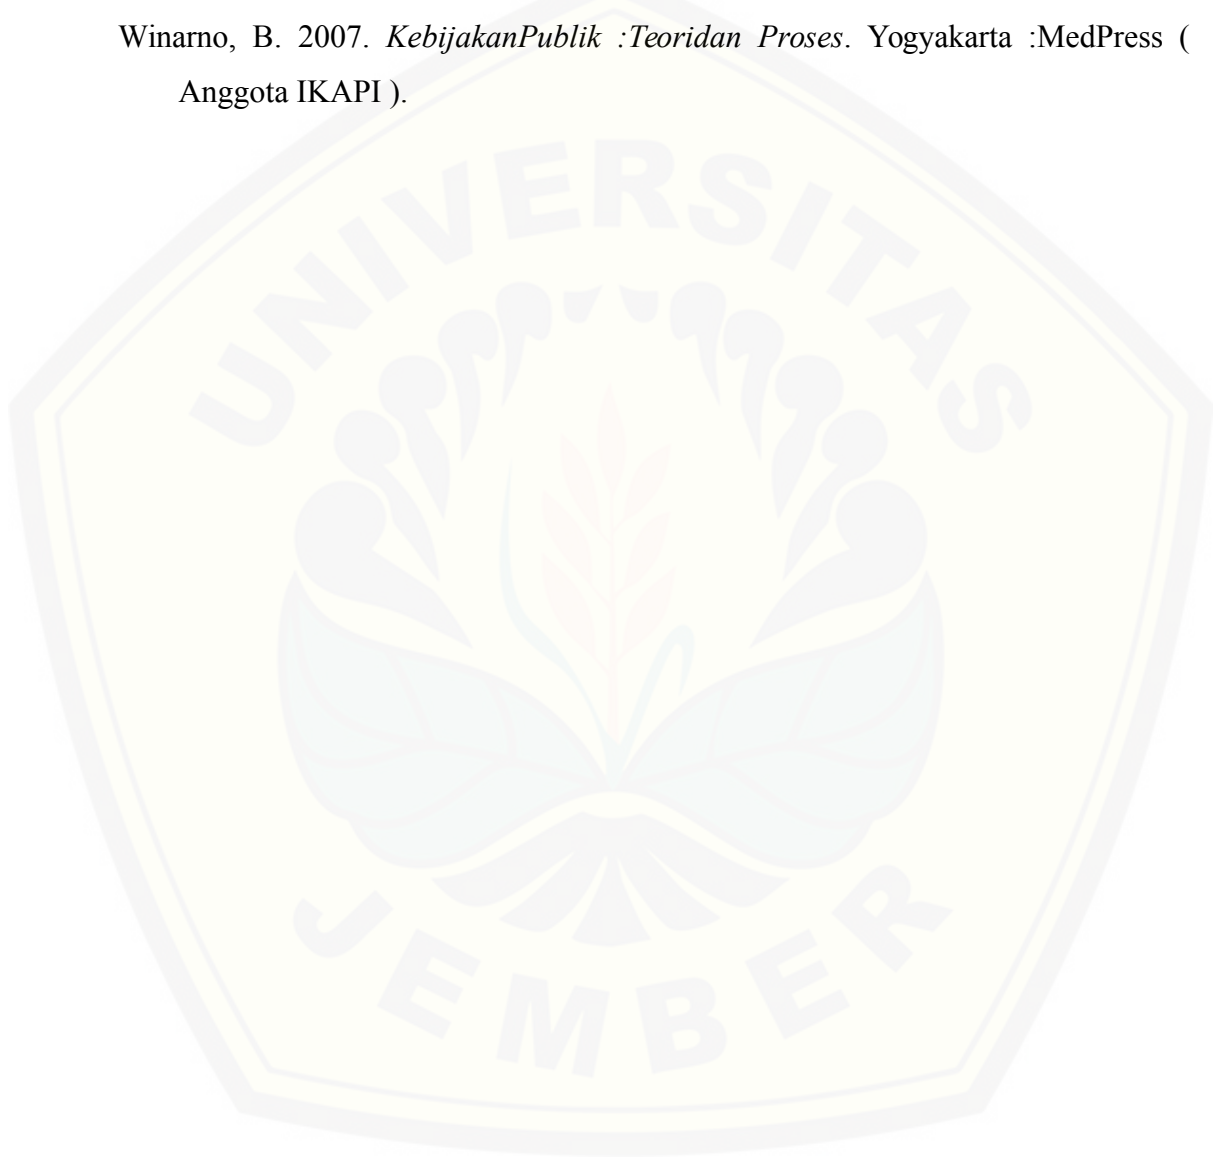 Winarno, B. 2007. KebijakanPublik :Teoridan Proses. Yogyakarta :MedPress (
Anggota IKAPI ).
UNIVERSITAS
JEMBER